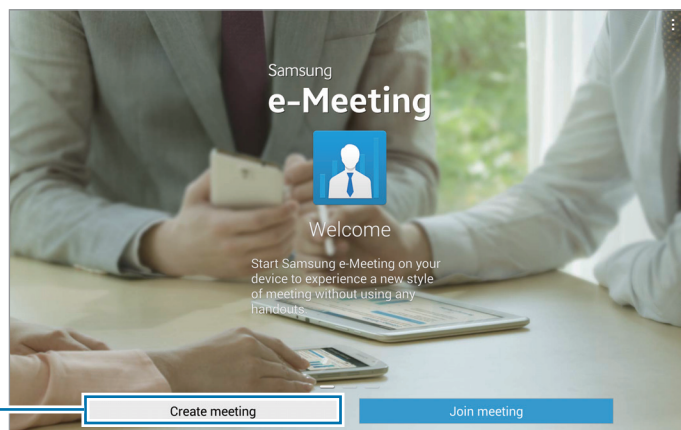 Samsung
e-Meeting
Welcome
Start Samsung e-Meeting on your
device to experience a new style
of meeting without using any
handouts.
Create meeting
Join meeting